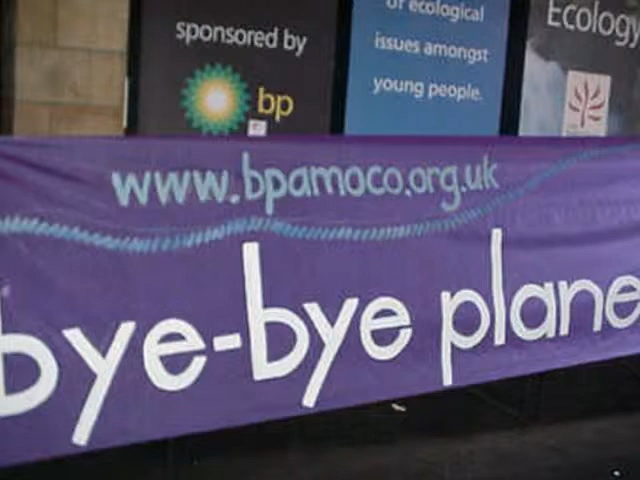 sponsored by
bp
of ecological
issues amongst
young people.
Ecology
www.bpamoco.org.uk
bye-bye plane